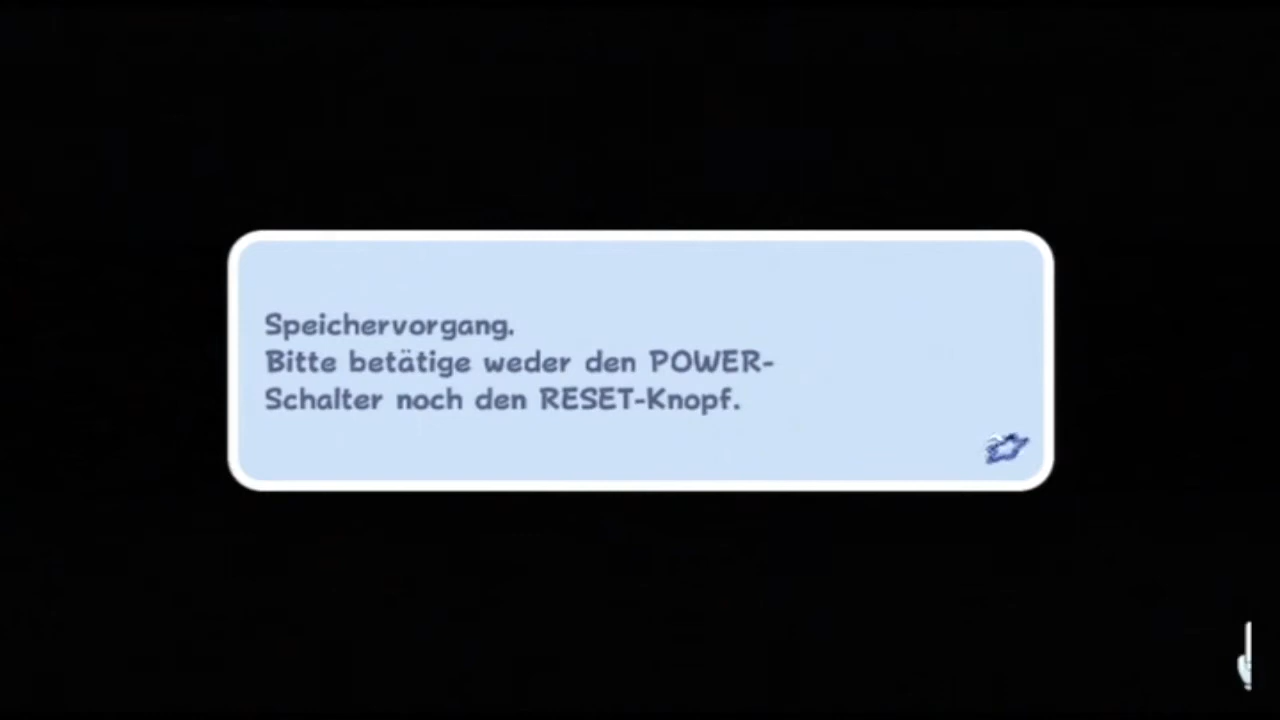 Speichervorgang.
Bitte betätige weder den POWER-
Schalter noch den RESET-Knopf.